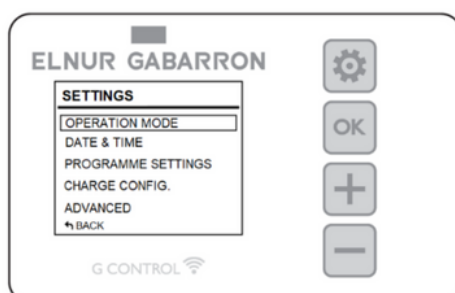 ELNUR GABARRON
SETTINGS
OPERATION MODE
DATE & TIME
PROGRAMME SETTINGS
CHARGE CONFIG.
ADVANCED
BACK
G CONTROL
OK
+
−